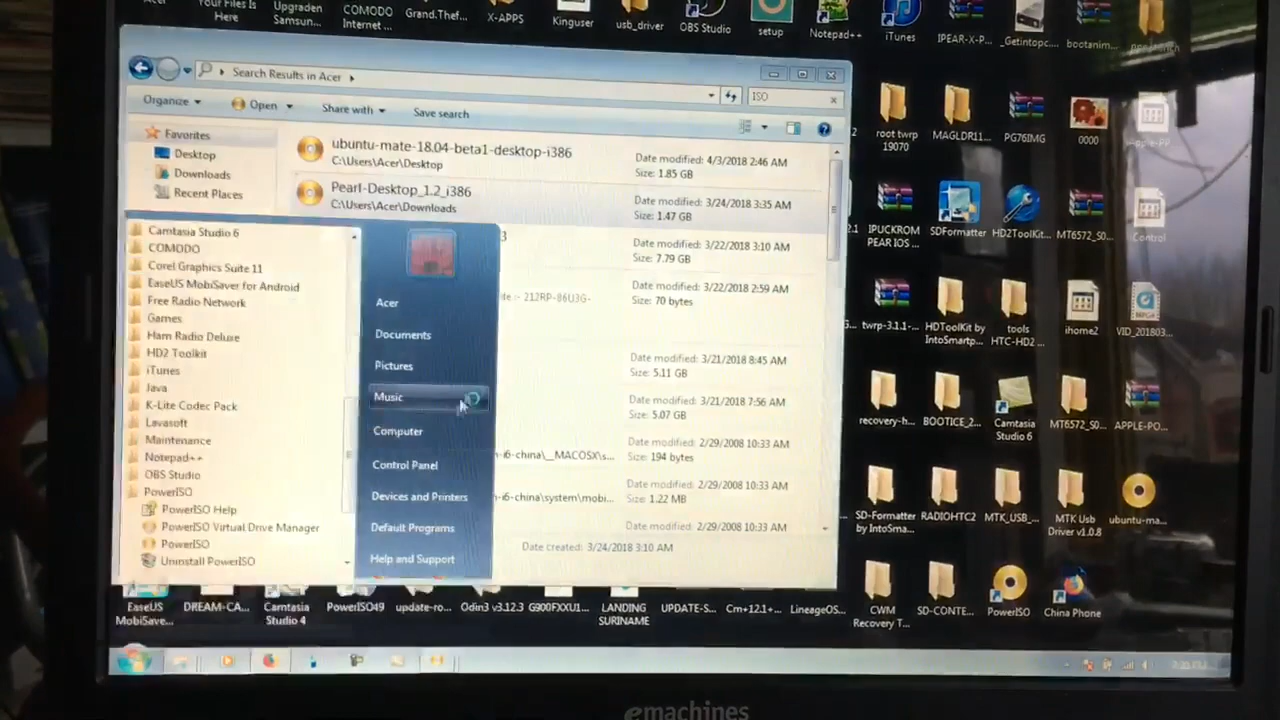 Acer
Your Files is Here
Upgraden Samsun...
COMODO Internet ...
Grand.Thef...
X-APPS
Kinguser
usb_driver
OBS Studio
setup
Notepad++
iTunes
IPEAR-X-P...
_Getintopc....
bootanim...
Search Results in Acer
ISO
Organize
Open
Share with
Save search
Favorites
Desktop
Downloads
Recent Places
ubuntu-mate-18.04-beta1-desktop-i386
C:\Users\Acer\Desktop
Date modified: 4/3/2018 2:46 AM
Size: 1.85 GB
Pearl-Desktop_1.2_i386
C:\Users\Acer\Downloads
Date modified: 3/24/2018 3:35 AM
Size: 1.47 GB
3
Date modified: 3/22/2018 3:10 AM
Size: 7.79 GB
:- 212RP-86U3G-
Date modified: 3/22/2018 2:59 AM
Size: 70 bytes
Date modified: 3/21/2018 8:45 AM
Size: 5.11 GB
Date modified: 3/21/2018 7:56 AM
Size: 5.07 GB
-i6-china\__MACOSX\s...
Date modified: 2/29/2008 10:33 AM
Size: 194 bytes
-i6-china\system\mobi...
Date modified: 2/29/2008 10:33 AM
Size: 1.22 MB
Date modified: 2/29/2008 10:33 AM
Date created: 3/24/2018 3:10 AM
Camtasia Studio 6
COMODO
Corel Graphics Suite 11
EaseUS MobiSaver for Android
Free Radio Network
Games
Ham Radio Deluxe
HD2 Toolkit
iTunes
Java
K-Lite Codec Pack
Lavasoft
Maintenance
Notepad++
OBS Studio
PowerISO
PowerISO Help
PowerISO Virtual Drive Manager
PowerISO
Uninstall PowerISO
Acer
Documents
Pictures
Music
Computer
Control Panel
Devices and Printers
Default Programs
Help and Support
root twrp 19070
MAGLDR11...
PG76IMG
0000
IPUCKROM PEAR IOS ...
SDFormatter
HD2ToolKit...
MT6572_S0...
Control
twrp-3.1.1-...
HDToolKit by IntoSmartp...
tools HTC-HD2 ...
ihome2
VID_201803...
recovery-h...
BOOTICE_2...
Camtasia Studio 6
MT6572_S0...
APPLE-PO...
SD-Formatter by IntoSma...
RADIOHTC2
MTK_USB_...
MTK Usb Driver v1.0.8
ubuntu-ma...
EaseUS MobiSave...
DREAM-CA...
Camtasia Studio 4
PowerISO49
update-ro...
Odin3 v3.12.3
G900FXXU1...
LANDING SURINAME
UPDATE-S...
Cm+12.1+...
LineageOS...
CWM Recovery T...
SD-CONTE...
PowerISO
China Phone
emachines